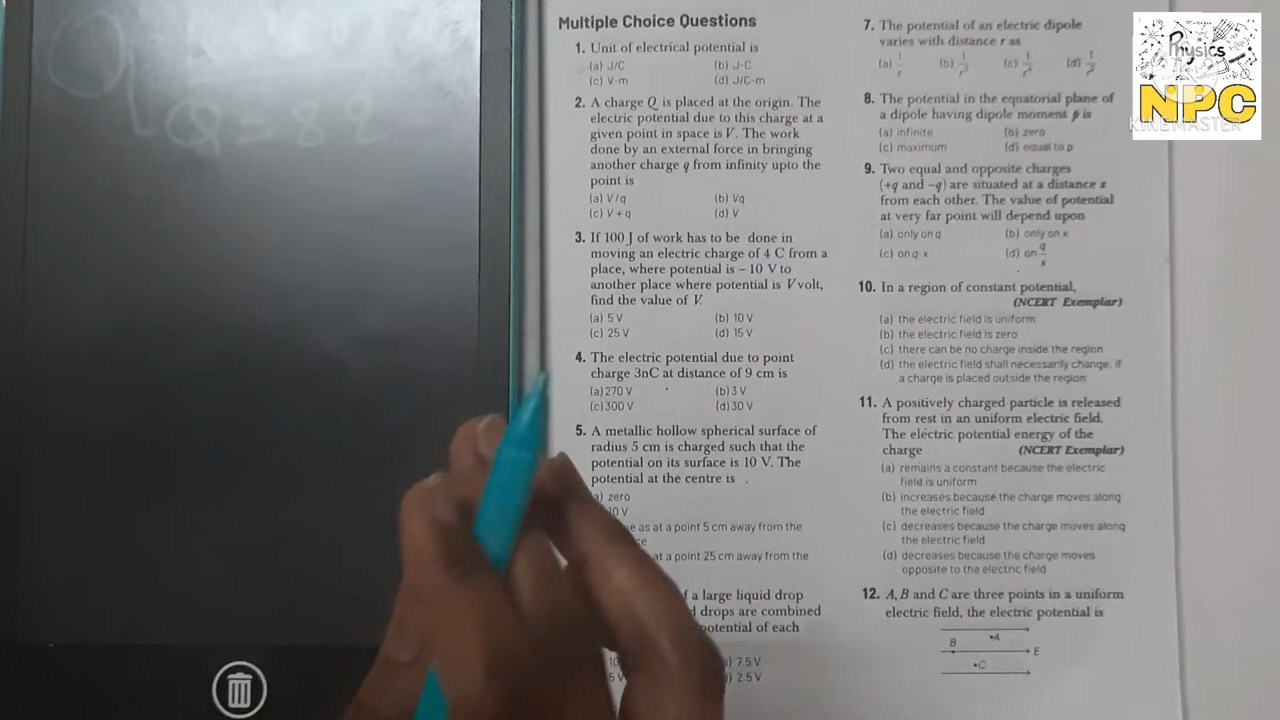 Multiple Choice Questions
1. Unit of electrical potential is
(a) J/C (b) J-C
(c) V-m (d) J/C-m
2. A charge Q is placed at the origin. The
electric potential due to this charge at a
given point in space is V. The work
done by an external force in bringing
another charge q from infinity upto the
point is
(a) V/q (b) Vq
(c) V+q (d) V
3. If 100 J of work has to be done in
moving an electric charge of 4 C from a
place, where potential is – 10 V to
another place where potential is V volt,
find the value of V.
(a) 5 V (b) 10 V
(c) 25 V (d) 15 V
4. The electric potential due to point
charge 3nC at distance of 9 cm is
(a) 270 V (b) 3 V
(c) 300 V (d) 30 V
5. A metallic hollow spherical surface of
radius 5 cm is charged such that the
potential on its surface is 10 V. The
potential at the centre is
a) zero
10 V
e as at a point 5 cm away from the
ce
at a point 25 cm away from the
f a large liquid drop
d drops are combined
otential of each
10 ) 7.5 V
5 V ) 2.5 V
7. The potential of an electric dipole
varies with distance r as
(a) 1/r (b) (c) (d)
8. The potential in the equatorial plane of
a dipole having dipole moment p is
(a) infinite (b) zero
(c) maximum (d) equal to p
9. Two equal and opposite charges
(+q and –q) are situated at a distance x
from each other. The value of potential
at very far point will depend upon
(a) only on q (b) only on x
(c) on q x (d) on q/x
10. In a region of constant potential,
(NCERT Exemplar)
(a) the electric field is uniform
(b) the electric field is zero
(c) there can be no charge inside the region
(d) the electric field shall necessarily change, if
a charge is placed outside the region
11. A positively charged particle is released
from rest in an uniform electric field.
The electric potential energy of the
charge (NCERT Exemplar)
(a) remains a constant because the electric
field is uniform
(b) increases because the charge moves along
the electric field
(c) decreases because the charge moves along
the electric field
(d) decreases because the charge moves
opposite to the electric field
12. A, B and C are three points in a uniform
electric field, the electric potential is
•A
B
E
•C
Physics
NPC
KINEMASTER